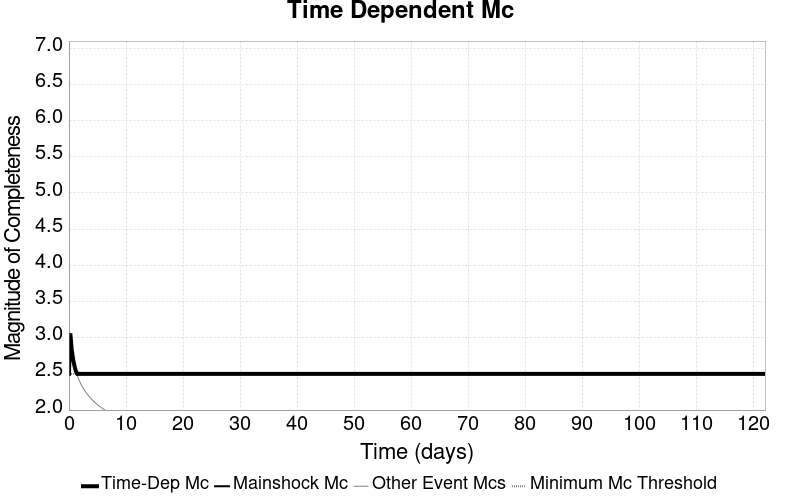 Time Dependent Mc
Magnitude of Completeness
7.0
6.5
6.0
5.5
5.0
4.5
4.0
3.5
3.0
2.5
2.0
0 10 20 30 40 50 60 70 80 90 100 110 120
Time (days)
Time-Dep Mc Mainshock Mc Other Event Mcs Minimum Mc Threshold